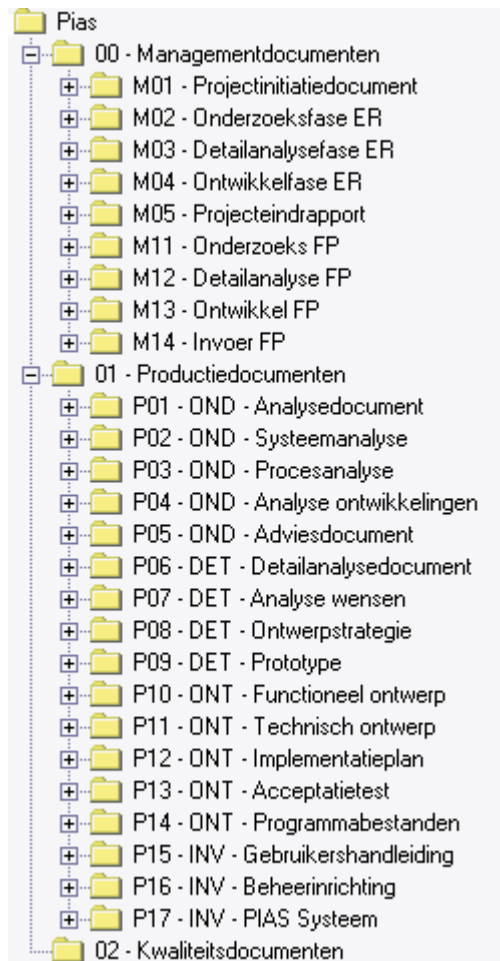 Pias
00 - Managementdocumenten
M01 - Projectinitiatiedocument
M02 - Onderzoeksfase ER
M03 - Detailanalysefase ER
M04 - Ontwikkelfase ER
M05 - Projecteindrapport
M11 - Onderzoeks FP
M12 - Detailanalyse FP
M13 - Ontwikkel FP
M14 - Invoer FP
01 - Productiedocumenten
P01 - OND - Analysedocument
P02 - OND - Systeemanalyse
P03 - OND - Procesanalyse
P04 - OND - Analyse ontwikkelingen
P05 - OND - Adviesdocument
P06 - DET - Detailanalysedocument
P07 - DET - Analyse wensen
P08 - DET - Ontwerpstrategie
P09 - DET - Prototype
P10 - ONT - Functioneel ontwerp
P11 - ONT - Technisch ontwerp
P12 - ONT - Implementatieplan
P13 - ONT - Acceptatietest
P14 - ONT - Programmabestanden
P15 - INV - Gebruikershandleiding
P16 - INV - Beheerinrichting
P17 - INV - PIAS Systeem
02 - Kwaliteitsdocumenten